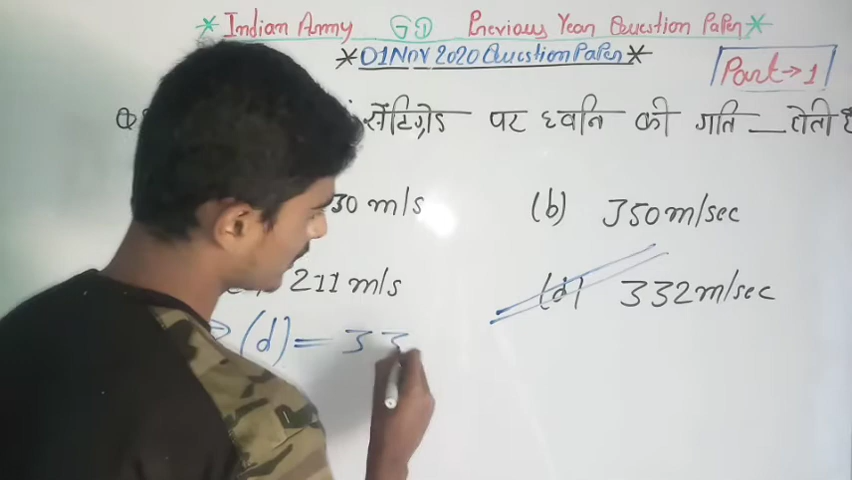 * Indian Army GD Previous Year Question Paper *
* 01 Nov 2020 Question Paper *
Part → 1
सेंटिग्रेड पर ध्वनि की गति __ होती है
30 m/s
(b) 350 m/sec
211 m/s
(d) 332 m/sec
⇒ (d) = 33